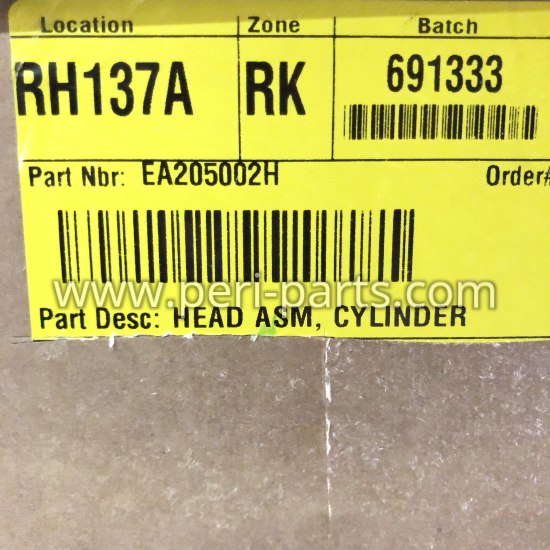 Location Zone Batch
RH137A RK 691333
Part Nbr: EA205002H Order#
www.peri-parts.com
Part Desc: HEAD ASM, CYLINDER